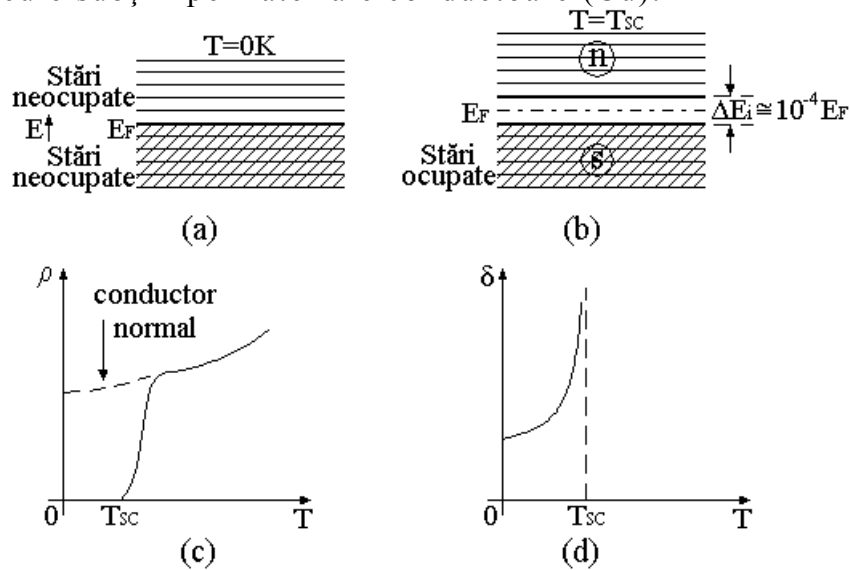 T=0K
Stări
neocupate
E
EF
Stări
neocupate
(a)
T=TSC
n
EF
ΔEi≅10-4EF
Stări
ocupate
s
(b)
ρ
conductor
normal
0
TSC
T
(c)
δ
0
TSC
T
(d)